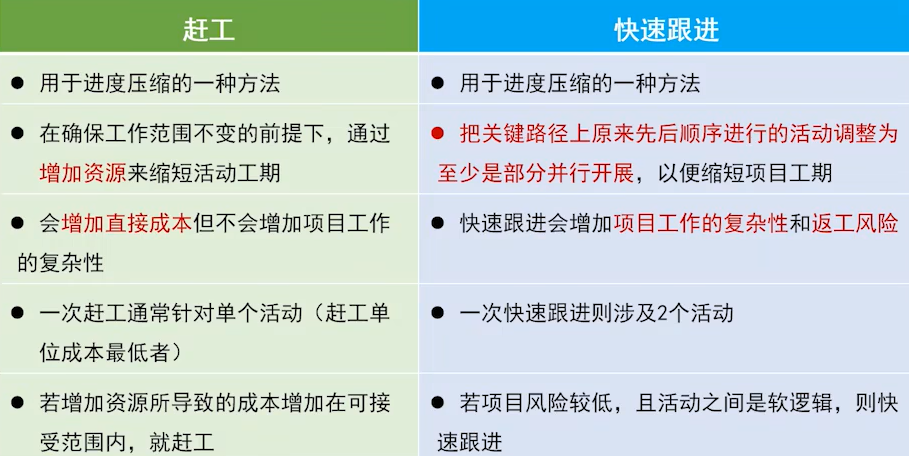 赶工
快速跟进
● 用于进度压缩的一种方法
● 用于进度压缩的一种方法
● 在确保工作范围不变的前提下，通过
增加资源来缩短活动工期
● 把关键路径上原来先后顺序进行的活动调整为
至少是部分并行开展，以便缩短项目工期
● 会增加直接成本但不会增加项目工作
的复杂性
● 快速跟进会增加项目工作的复杂性和返工风险
● 一次赶工通常针对单个活动（赶工单
位成本最低者）
● 一次快速跟进则涉及2个活动
● 若增加资源所导致的成本增加在可接
受范围内，就赶工
● 若项目风险较低，且活动之间是软逻辑，则快
速跟进